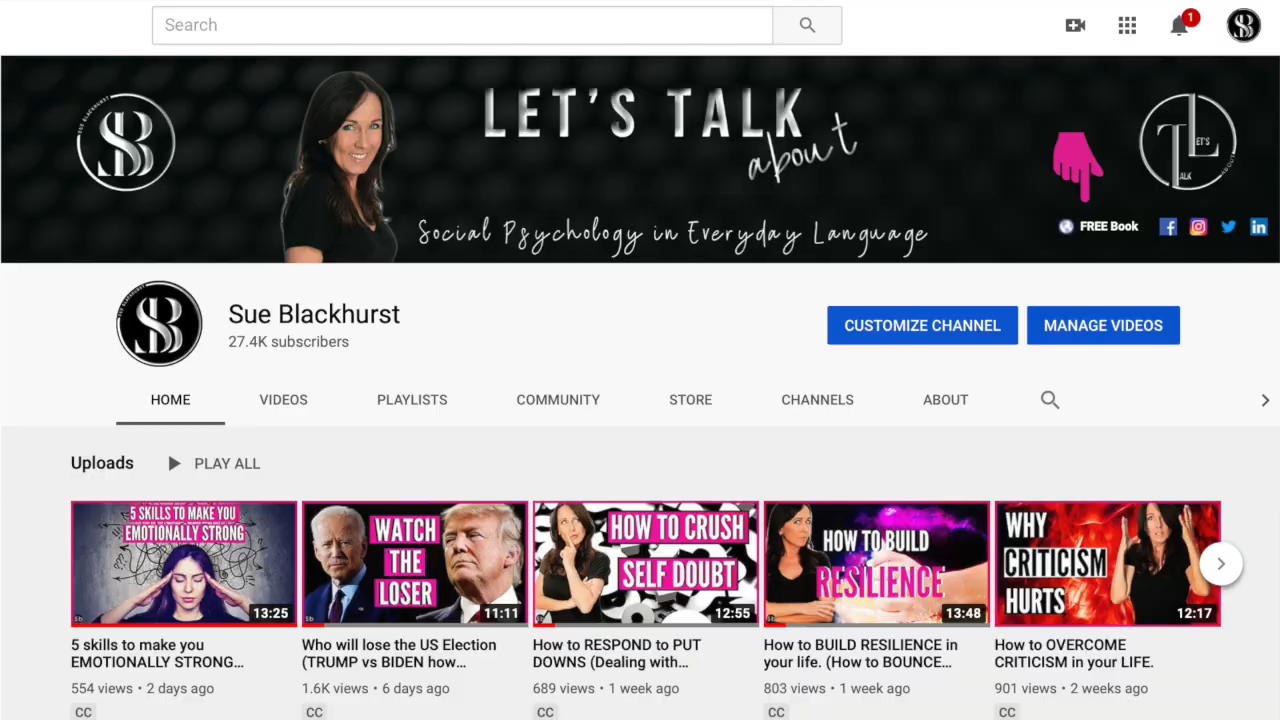 Search
1
SUE BLACKHURST
SB
LET'S TALK
about
Social Psychology in Everyday Language
LET'S
TALK
ABOUT
FREE Book
Sue Blackhurst
27.4K subscribers
CUSTOMIZE CHANNEL
MANAGE VIDEOS
HOME
VIDEOS
PLAYLISTS
COMMUNITY
STORE
CHANNELS
ABOUT
Uploads
PLAY ALL
5 SKILLS TO MAKE YOU
EMOTIONALLY STRONG
13:25
WATCH
THE
LOSER
11:11
HOW TO CRUSH
SELF DOUBT
12:55
HOW TO BUILD
RESILIENCE
13:48
WHY
CRITICISM
HURTS
12:17
5 skills to make you
EMOTIONALLY STRONG…
554 views • 2 days ago
CC
Who will lose the US Election
(TRUMP vs BIDEN how…
1.6K views • 6 days ago
CC
How to RESPOND to PUT
DOWNS (Dealing with…
689 views • 1 week ago
CC
How to BUILD RESILIENCE in
your life. (How to BOUNCE…
803 views • 1 week ago
CC
How to OVERCOME
CRITICISM in your LIFE.
901 views • 2 weeks ago
CC